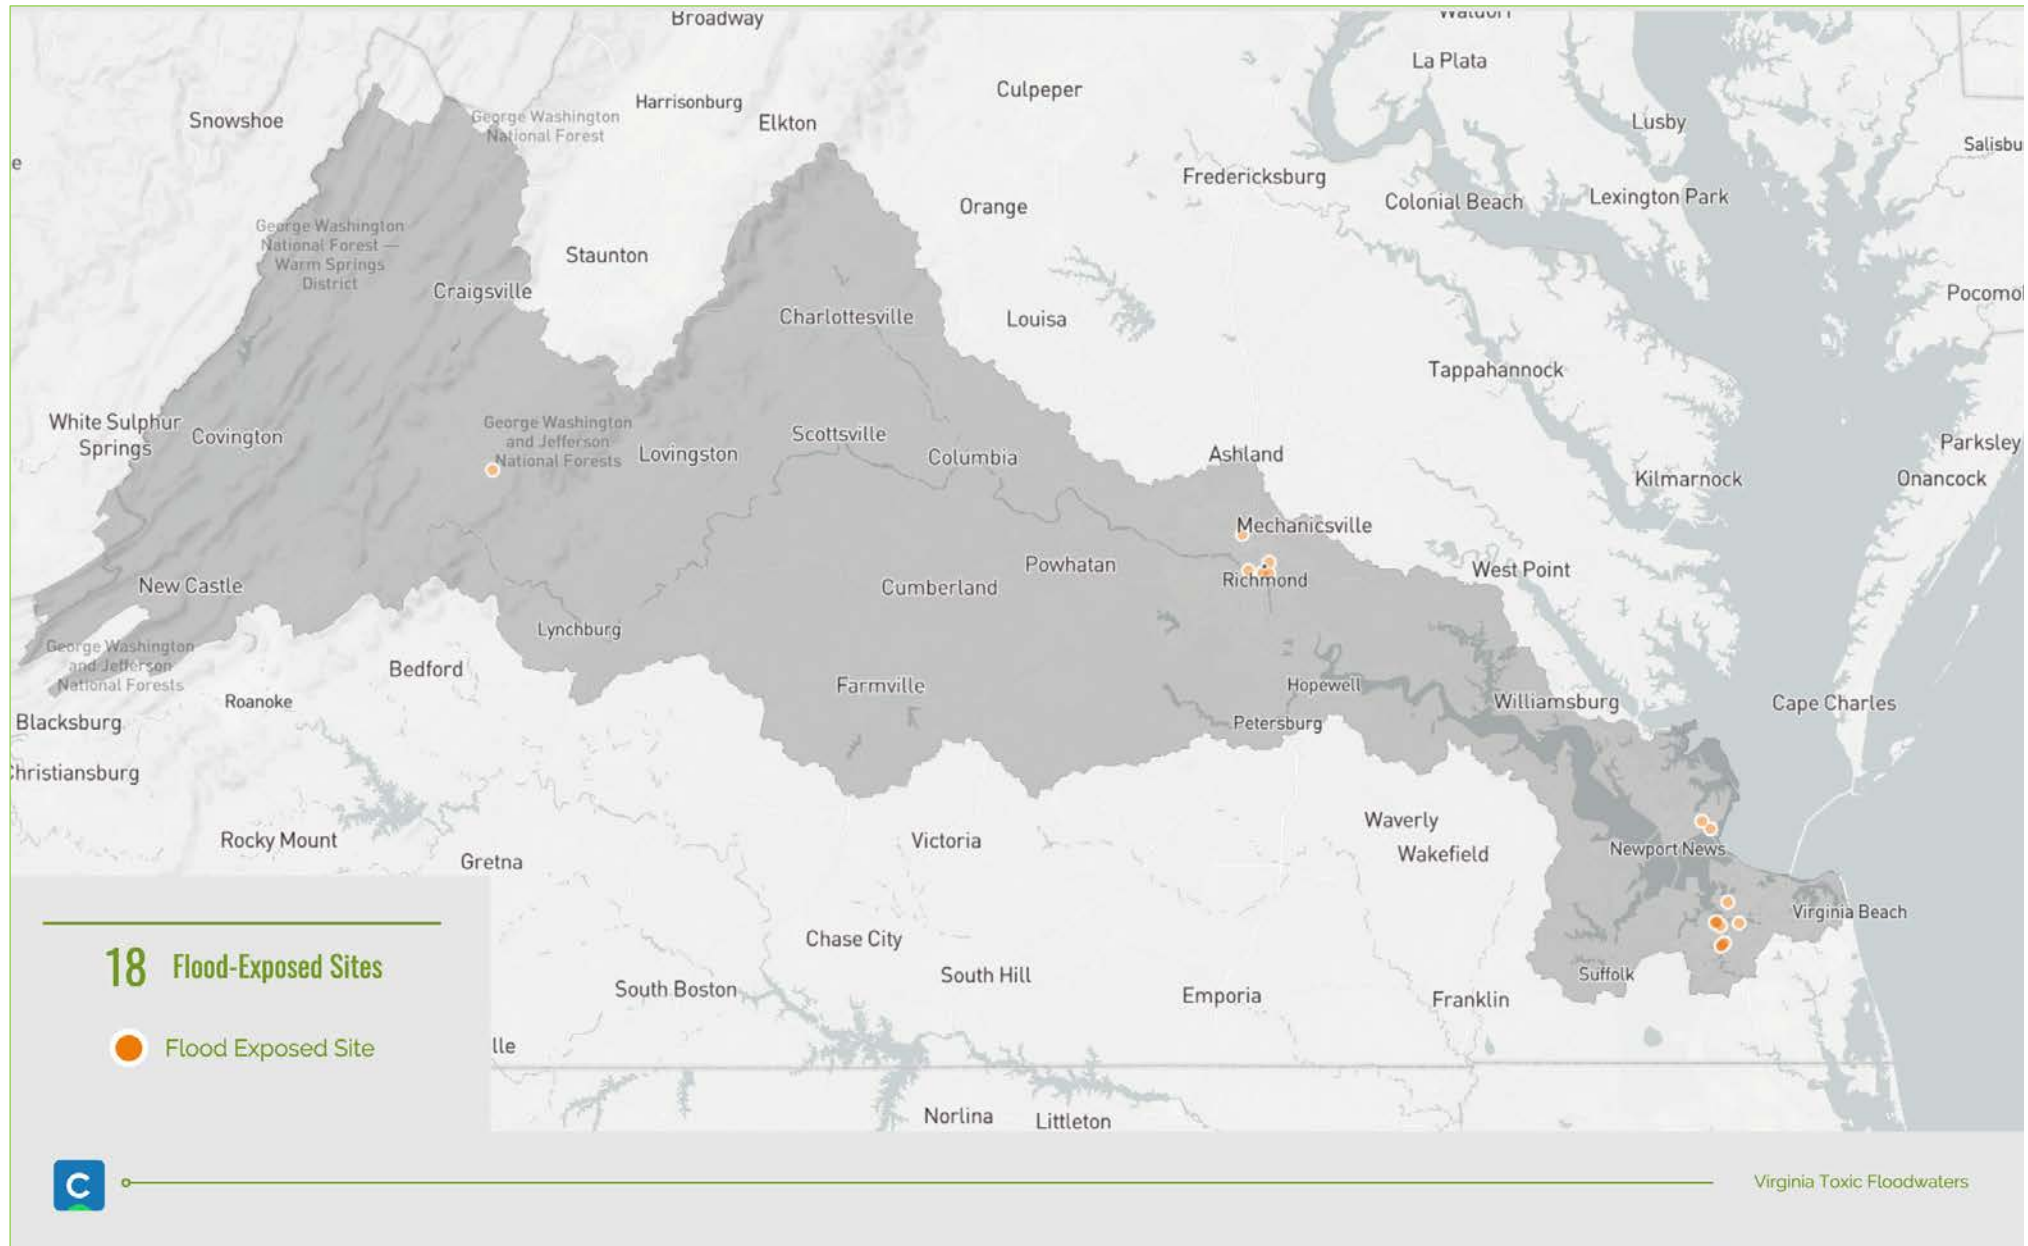 Broadway
La Plata
Culpeper
Harrisonburg
Snowshoe
George Washington
National Forest
Elkton
Lusby
Salisbu
e
Fredericksburg
Colonial Beach
Lexington Park
Orange
George Washington
National Forest —
Warm Springs
District
Staunton
Craigsville
Pocomo
Charlottesville
Louisa
Tappahannock
White Sulphur
Springs
Covington
George Washington
and Jefferson
National Forests
Lovingston
Scottsville
Columbia
Ashland
Parksley
Kilmarnock
Onancock
Mechanicsville
Powhatan
Richmond
West Point
New Castle
Cumberland
Lynchburg
George Washington
and Jefferson
National Forests
Bedford
Farmville
Hopewell
Roanoke
Williamsburg
Cape Charles
Blacksburg
Petersburg
Christiansburg
Rocky Mount
Gretna
Victoria
Waverly
Wakefield
Newport News
Virginia Beach
Chase City
South Hill
Suffolk
South Boston
Emporia
Franklin
18 Flood-Exposed Sites
Flood Exposed Site
lle
Norlina
Littleton
C
Virginia Toxic Floodwaters